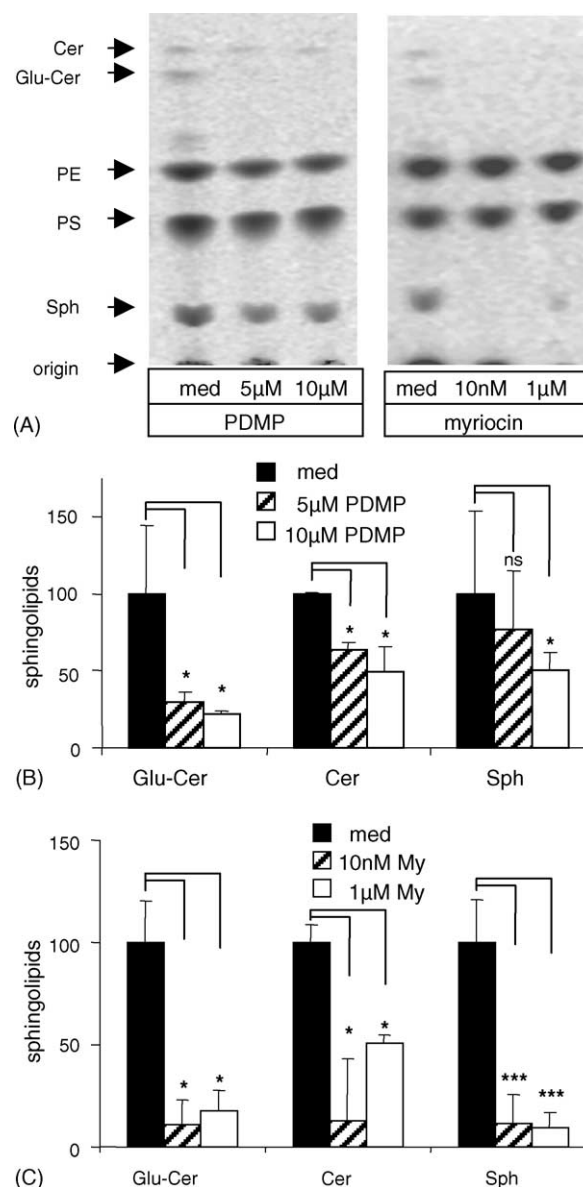 Cer
Glu-Cer
PE
PS
Sph
origin
med 5µM 10µM
PDMP
med 10nM 1µM
myriocin
(A)
med
5µM PDMP
10µM PDMP
sphingolipids
150
100
50
0
* *
* *
ns
*
Glu-Cer Cer Sph
(B)
med
10nM My
1µM My
sphingolipids
150
100
50
0
* *
* *
*** ***
Glu-Cer Cer Sph
(C)